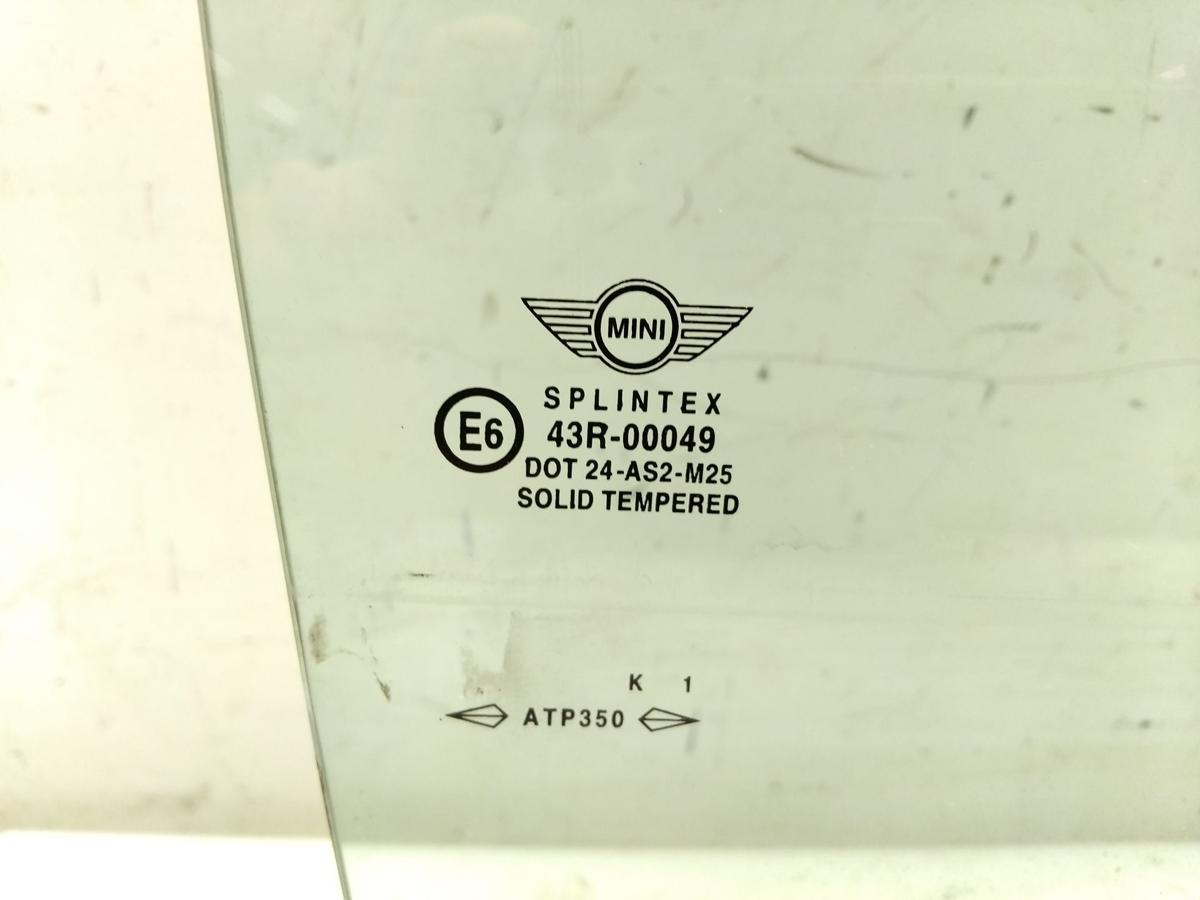 MINI
SPLINTEX
E6 43R-00049
DOT 24-AS2-M25
SOLID TEMPERED
K 1
ATP350